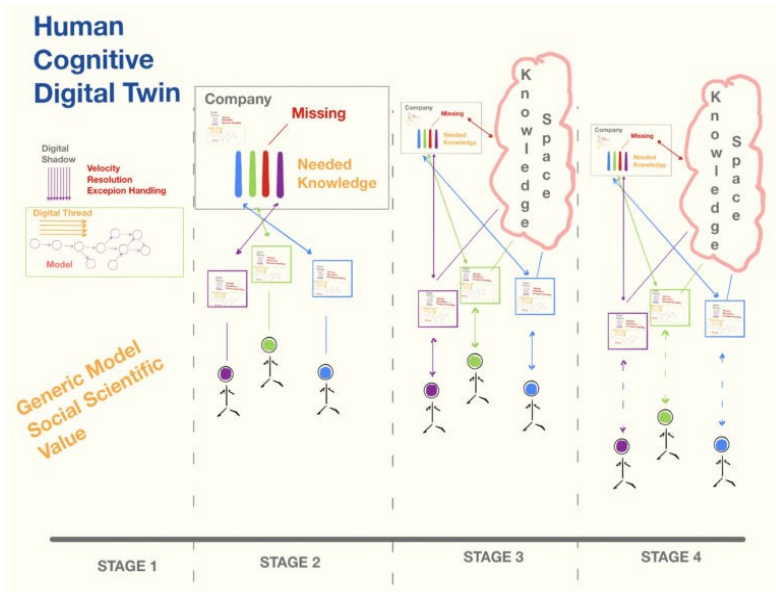 Human
Cognitive
Digital Twin
Digital
Shadow
Velocity
Resolution
Excepion Handling
Digital Thread
Model
Generic Model
Social Scientific
Value
STAGE 1
Company
Missing
Needed
Knowledge
STAGE 2
Company
Missing
Needed
Knowledge
Knowledge
Space
STAGE 3
Company
Missing
Needed
Knowledge
Knowledge
Space
STAGE 4